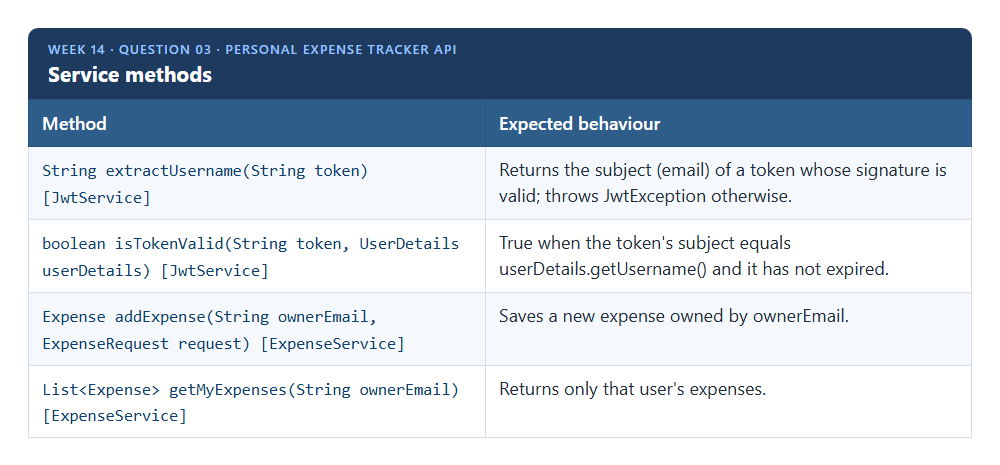 WEEK 14 · QUESTION 03 · PERSONAL EXPENSE TRACKER API
Service methods
Method
Expected behaviour
String extractUsername(String token)
[JwtService]
Returns the subject (email) of a token whose signature is
valid; throws JwtException otherwise.
boolean isTokenValid(String token, UserDetails
userDetails) [JwtService]
True when the token's subject equals
userDetails.getUsername() and it has not expired.
Expense addExpense(String ownerEmail,
ExpenseRequest request) [ExpenseService]
Saves a new expense owned by ownerEmail.
List<Expense> getMyExpenses(String ownerEmail)
[ExpenseService]
Returns only that user's expenses.